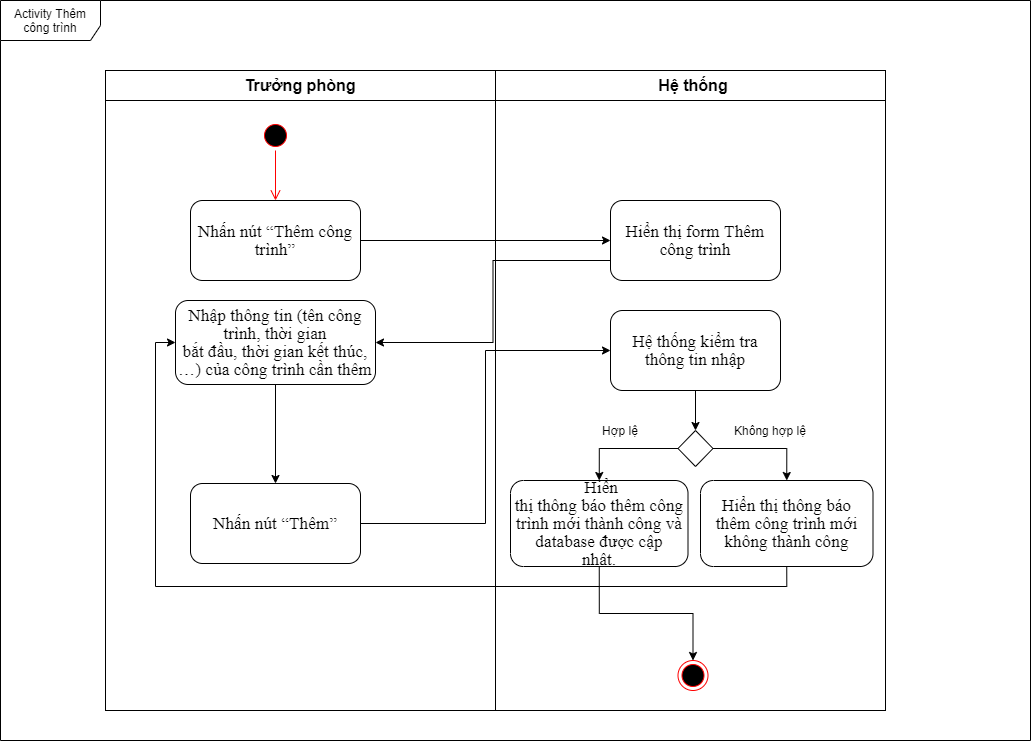 Activity Thêm
công trình
Trưởng phòng
Hệ thống
Nhấn nút “Thêm công
trình”
Hiển thị form Thêm
công trình
Nhập thông tin (tên công
trình, thời gian
bắt đầu, thời gian kết thúc,
…) của công trình cần thêm
Hệ thống kiểm tra
thông tin nhập
Hợp lệ
Không hợp lệ
Nhấn nút “Thêm”
Hiển
thị thông báo thêm công
trình mới thành công và
database được cập
nhật.
Hiển thị thông báo
thêm công trình mới
không thành công